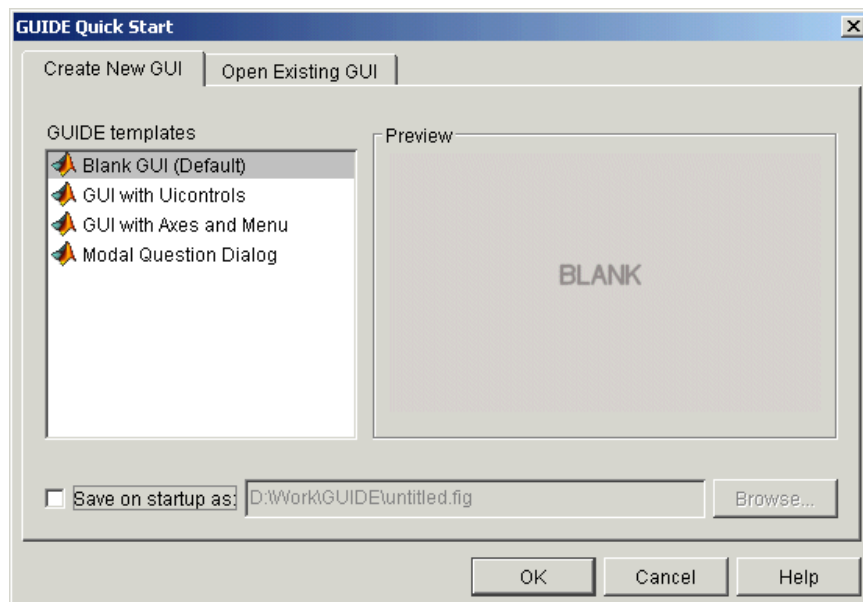 GUIDE Quick Start
Create New GUI
Open Existing GUI
GUIDE templates
Blank GUI (Default)
GUI with Uicontrols
GUI with Axes and Menu
Modal Question Dialog
Preview
BLANK
Save on startup as:
D:\Work\GUIDE\untitled.fig
Browse...
OK
Cancel
Help